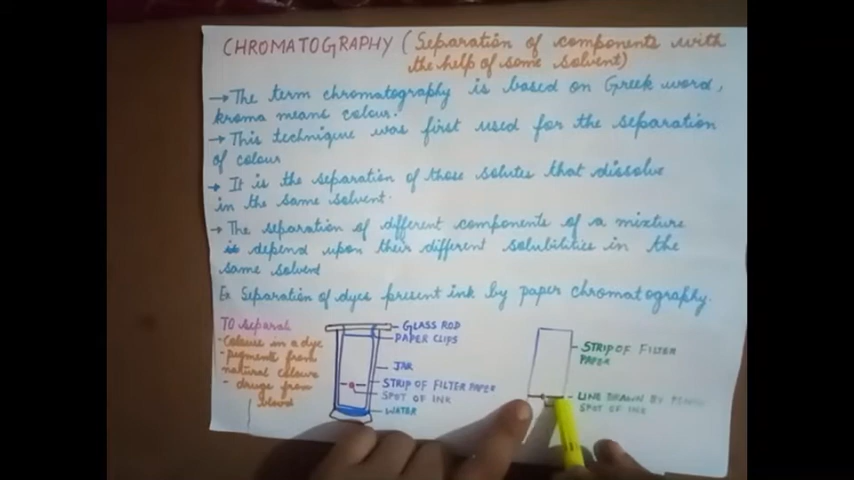 CHROMATOGRAPHY (Separation of components with
the help of some solvent)
→ The term chromatography is based on Greek word,
kroma means colour.
→ This technique was first used for the separation
of colour
→ It is the separation of those solutes that dissolve
in the same solvent.
→ The separation of different components of a mixture
is depend upon their different solubilities in the
same solvent
Ex Separation of dyes present ink by paper chromatography.
TO separate
- Colours in a dye
- pigments from
natural colours
- drugs from
blood
GLASS ROD
PAPER CLIPS
JAR
STRIP OF FILTER PAPER
SPOT OF INK
WATER
STRIP OF FILTER
PAPER
LINE DRAWN BY PENCIL
SPOT OF INK